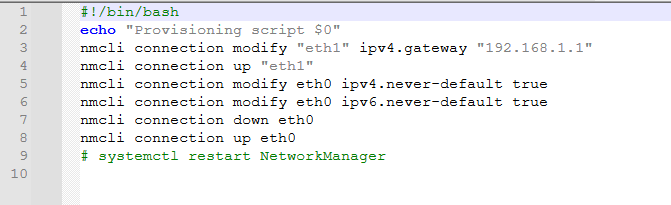 1 #!/bin/bash
2 echo "Provisioning script $0"
3 nmcli connection modify "eth1" ipv4.gateway "192.168.1.1"
4 nmcli connection up "eth1"
5 nmcli connection modify eth0 ipv4.never-default true
6 nmcli connection modify eth0 ipv6.never-default true
7 nmcli connection down eth0
8 nmcli connection up eth0
9 # systemctl restart NetworkManager
10